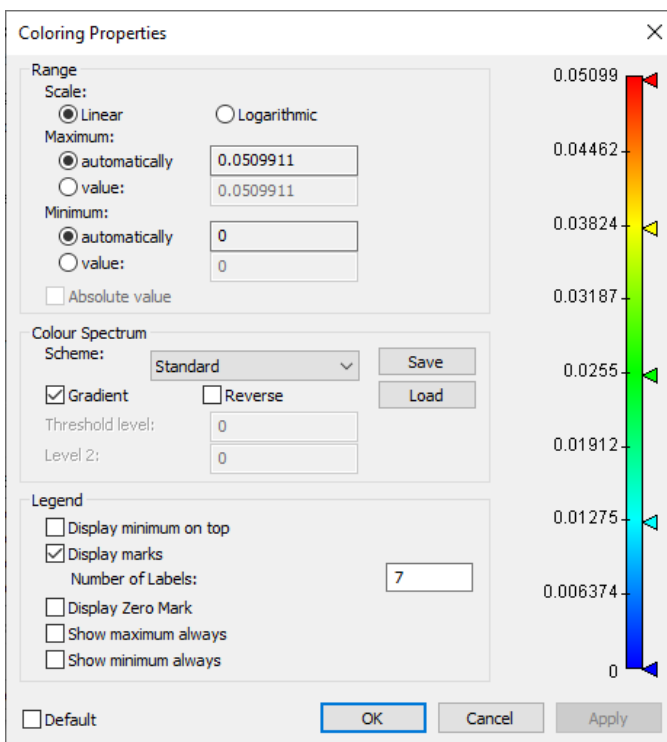 Coloring Properties
Range
Scale:
Linear
Logarithmic
Maximum:
automatically
0.0509911
value:
0.0509911
Minimum:
automatically
0
value:
0
Absolute value
Colour Spectrum
Scheme:
Standard
Save
Gradient
Reverse
Load
Threshold level:
0
Level 2:
0
Legend
Display minimum on top
Display marks
Number of Labels:
7
Display Zero Mark
Show maximum always
Show minimum always
Default
OK
Cancel
Apply
0.05099
0.04462
0.03824
0.03187
0.0255
0.01912
0.01275
0.006374
0